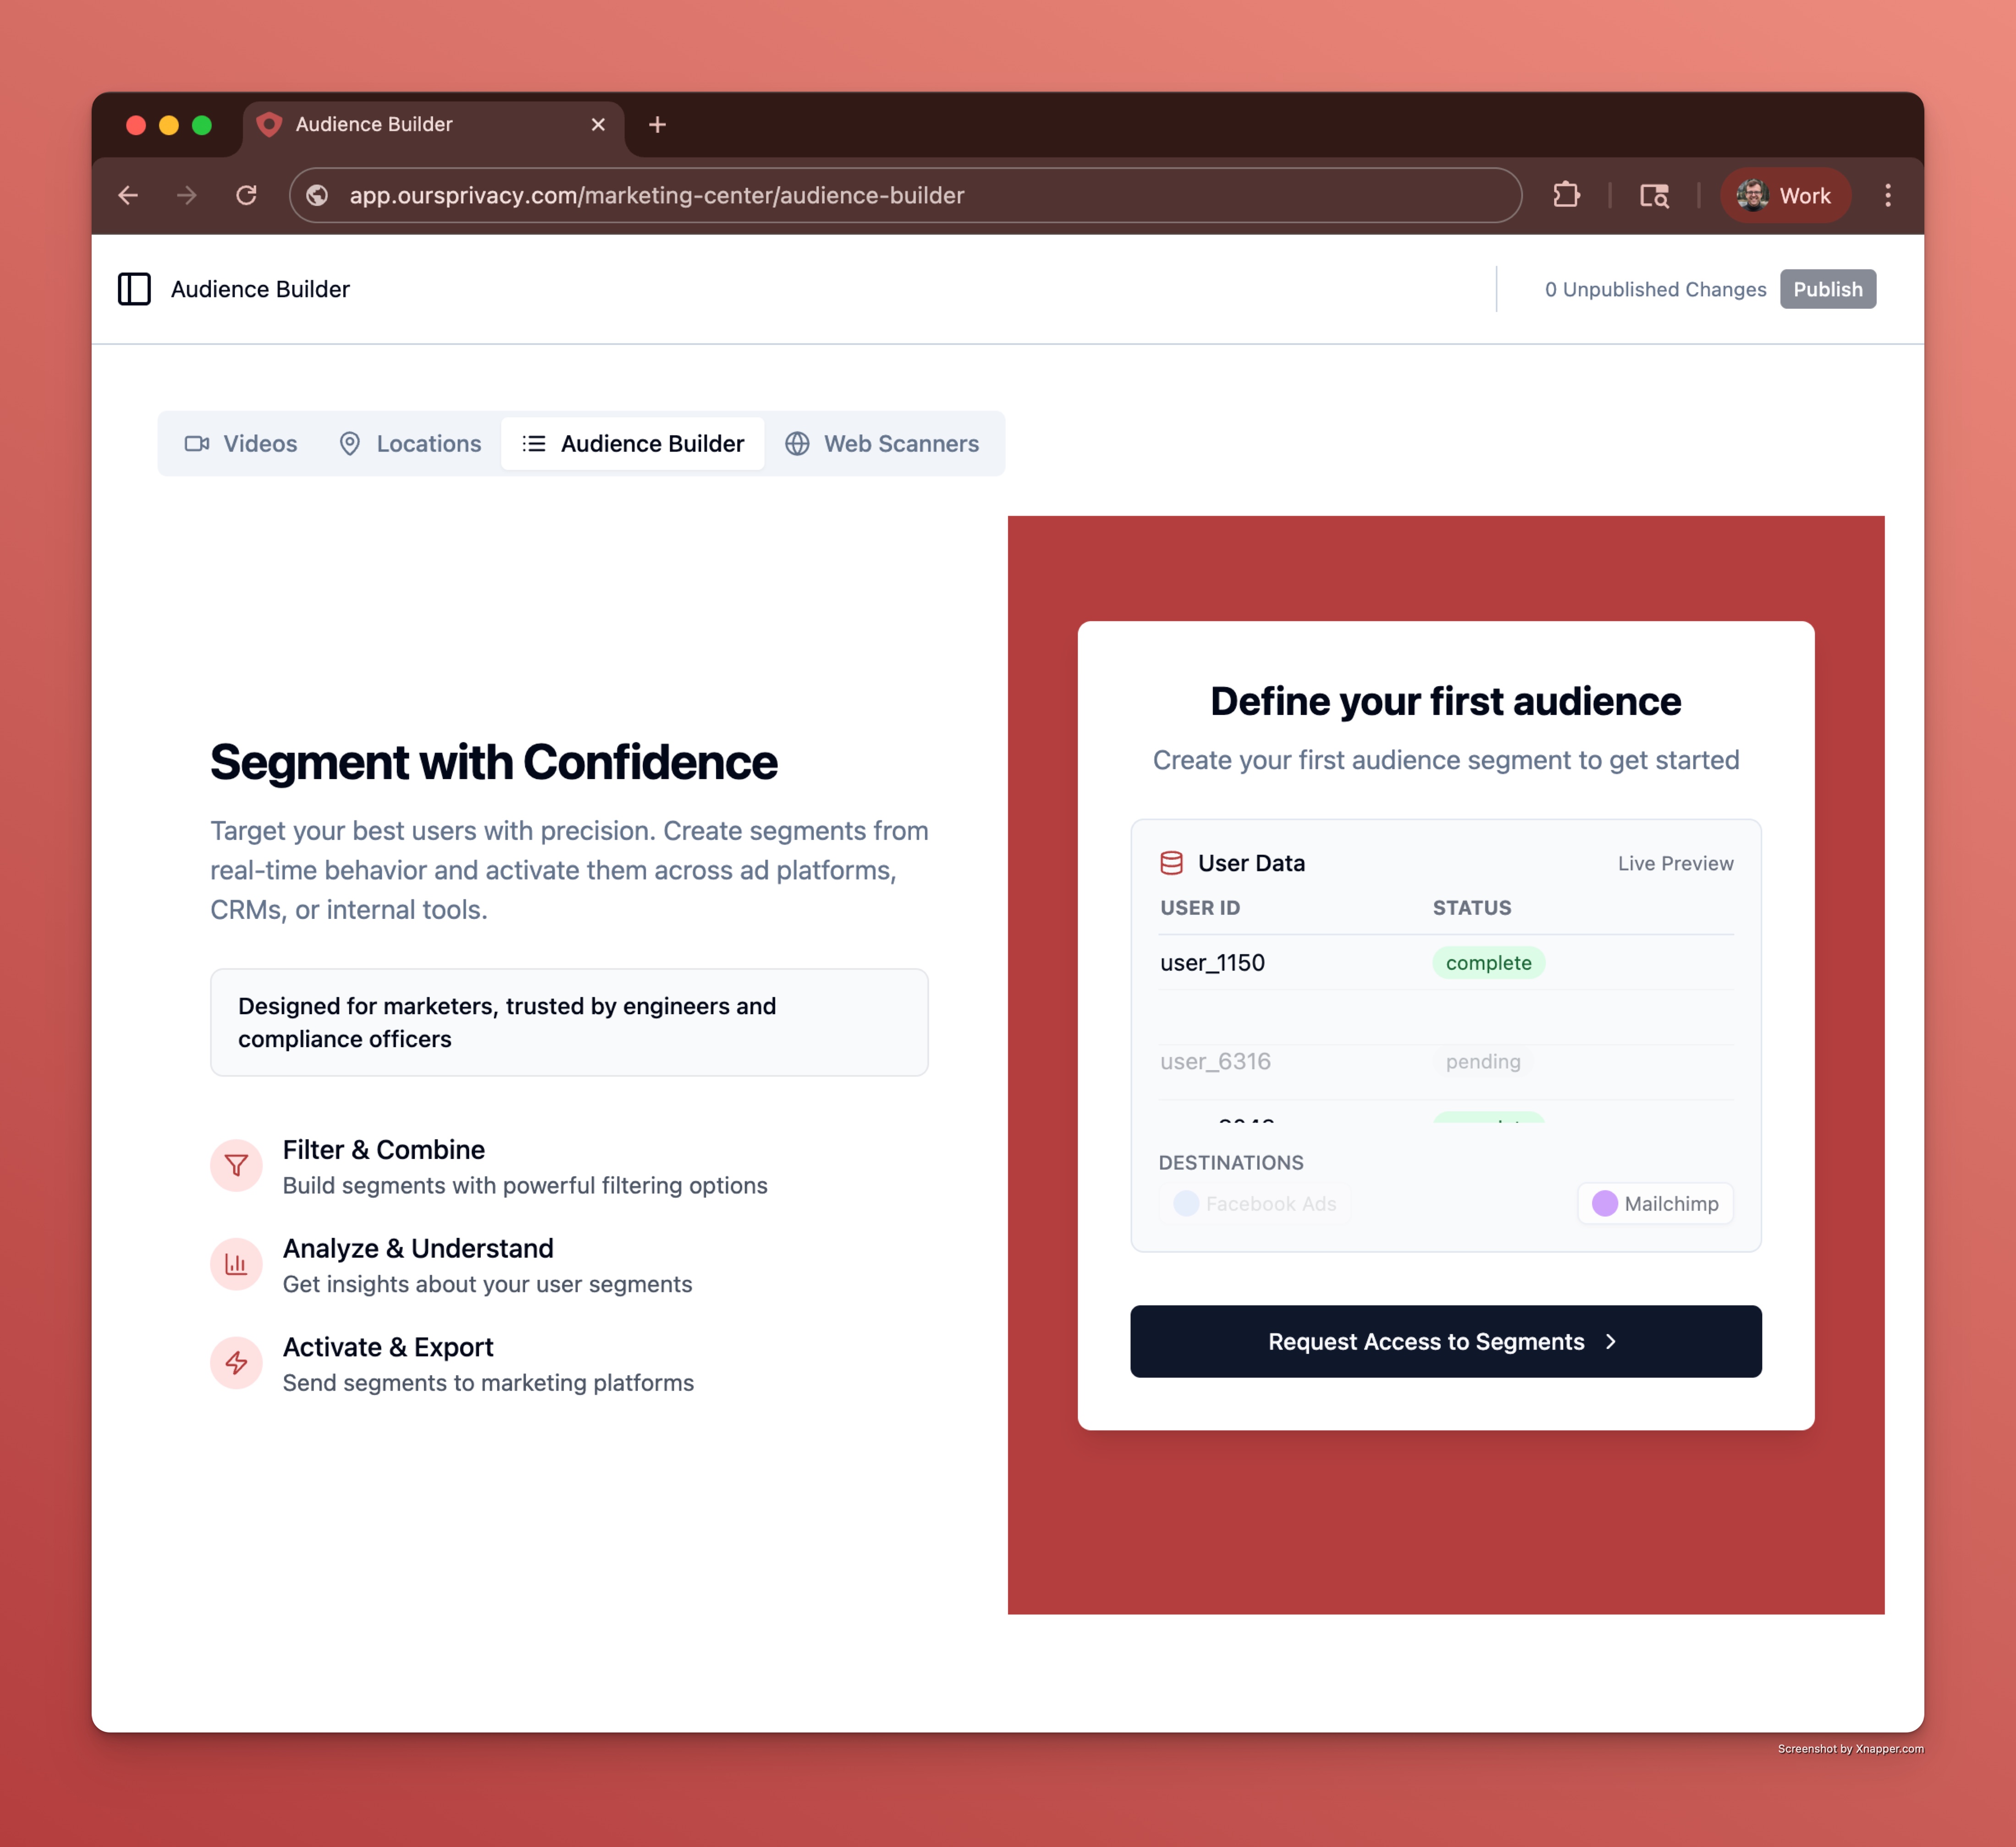 Audience Builder
app.oursprivacy.com/marketing-center/audience-builder
Work
Audience Builder
0 Unpublished Changes
Publish
Videos
Locations
Audience Builder
Web Scanners
Segment with Confidence
Target your best users with precision. Create segments from
real-time behavior and activate them across ad platforms,
CRMs, or internal tools.
Designed for marketers, trusted by engineers and
compliance officers
Filter & Combine
Build segments with powerful filtering options
Analyze & Understand
Get insights about your user segments
Activate & Export
Send segments to marketing platforms
Define your first audience
Create your first audience segment to get started
User Data
Live Preview
USER ID STATUS
user_1150 complete
user_6316 pending
DESTINATIONS
Facebook Ads
Mailchimp
Request Access to Segments
Screenshot by Xnapper.com